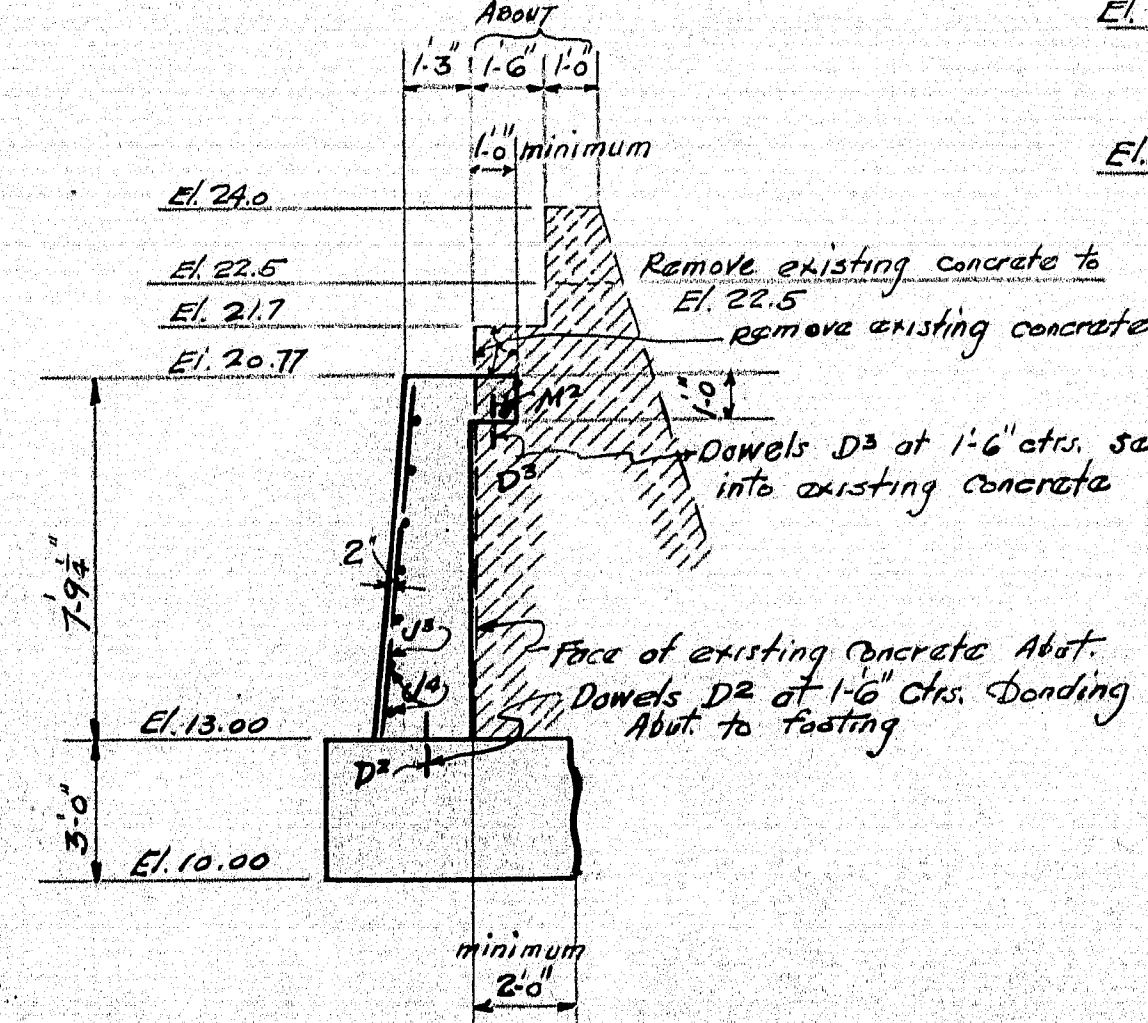 ABOUT
El.
1'-3" 1'-6" 1'-0"
1'-0" minimum
El.
El. 24.0
El. 22.5
Remove existing concrete to
El. 22.5
El. 21.7
Remove existing concrete
El. 20.77
M2
1'-0"
D3
Dowels D3 at 1'-6" ctrs.
into existing concrete
2"
7'-9 1/4"
J3
J4
Face of existing concrete Abut.
Dowels D2 at 1'-6" Ctrs. bonding
Abut. to footing
El. 13.00
D2
3'-0"
El. 10.00
minimum
2'-0"